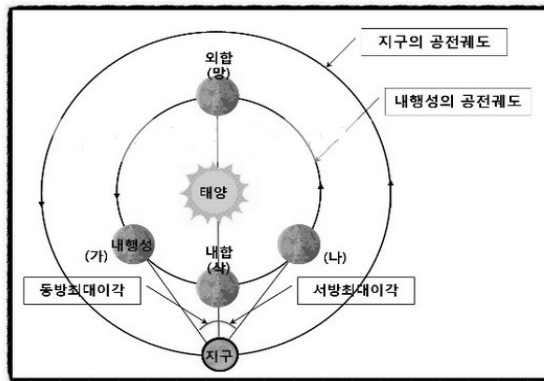 지구의 공전궤도
외합
(망)
내행성의 공전궤도
태양
내행성
(가)
내합
(삭)
(나)
동방최대이각
서방최대이각
지구